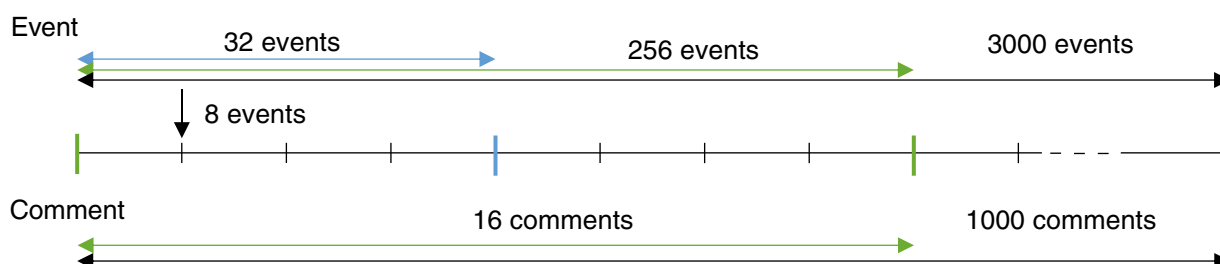 Event
32 events
256 events
3000 events
8 events
Comment
16 comments
1000 comments